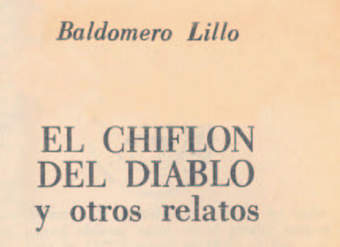 Baldomero Lillo
EL CHIFLON
DEL DIABLO
y otros relatos